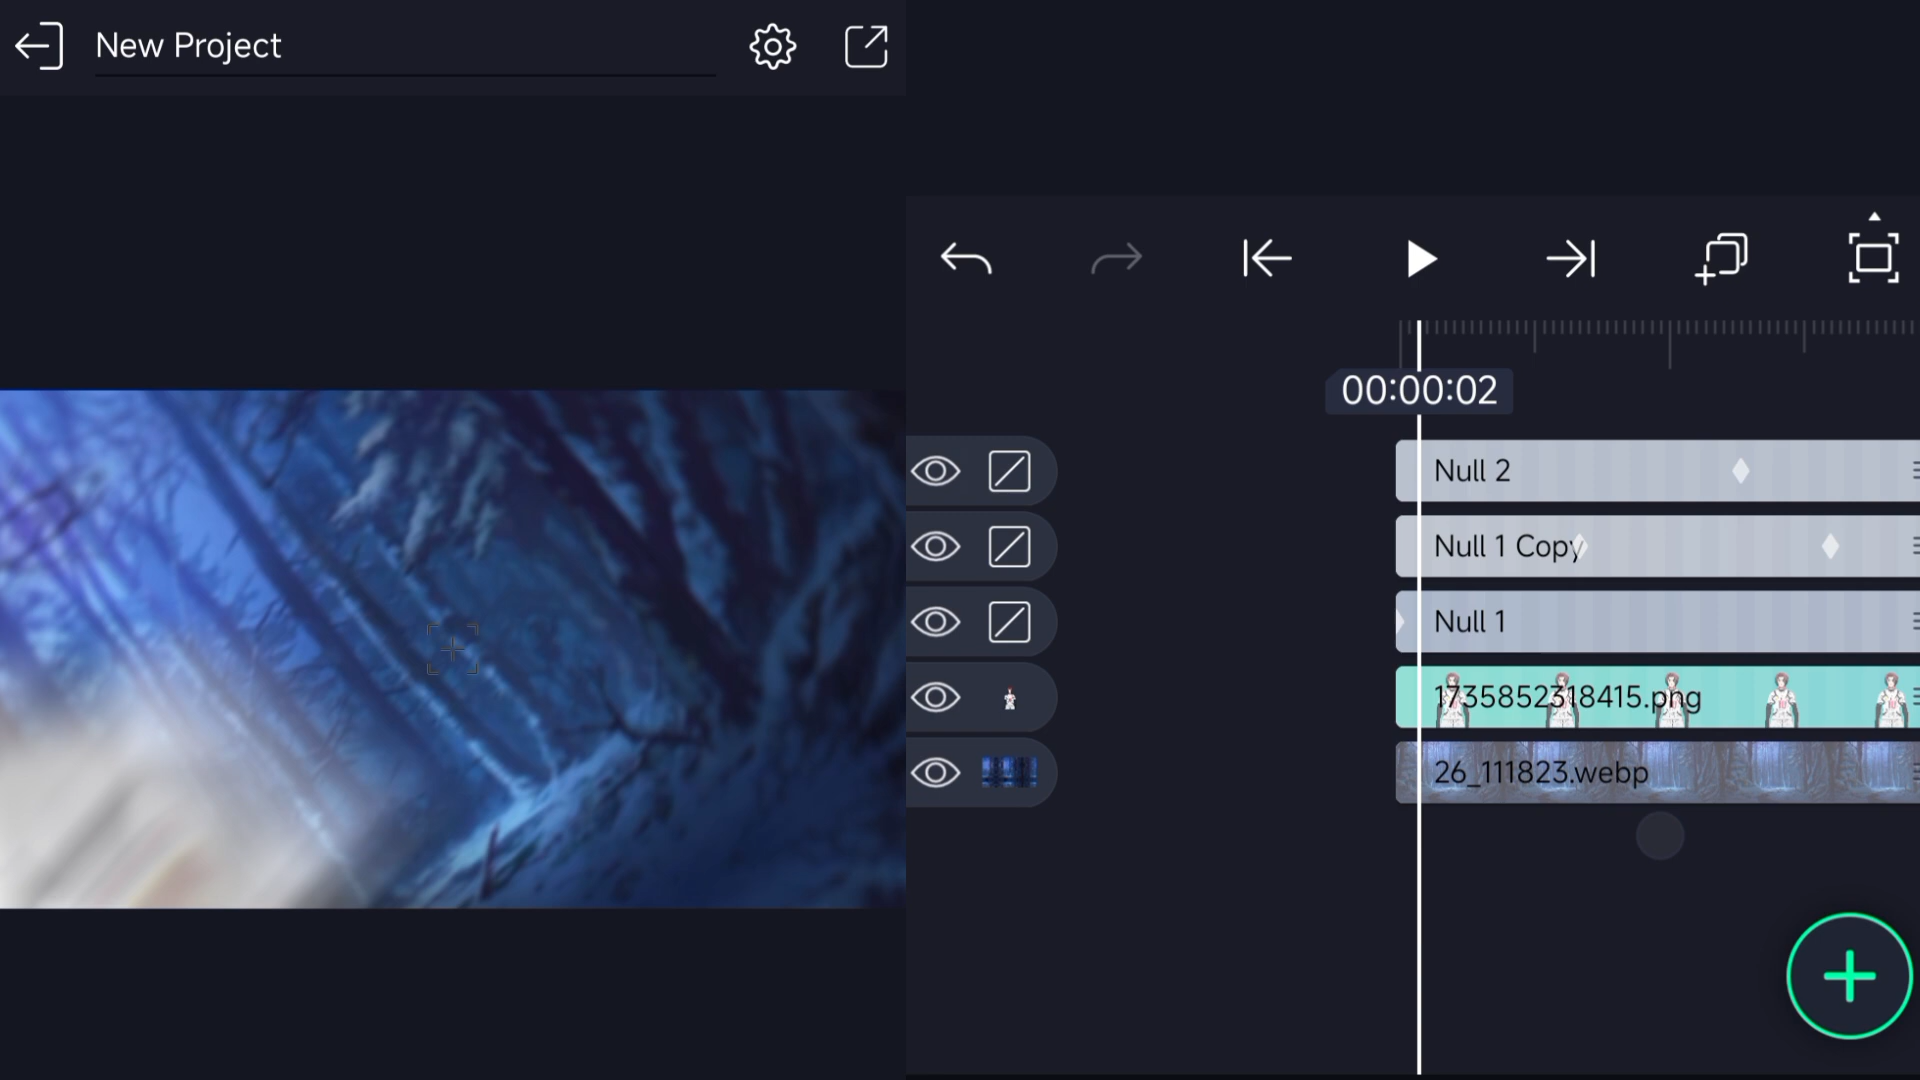 New Project
00:00:02
Null 2
Null 1 Copy
Null 1
1735852318415.png
26_111823.webp